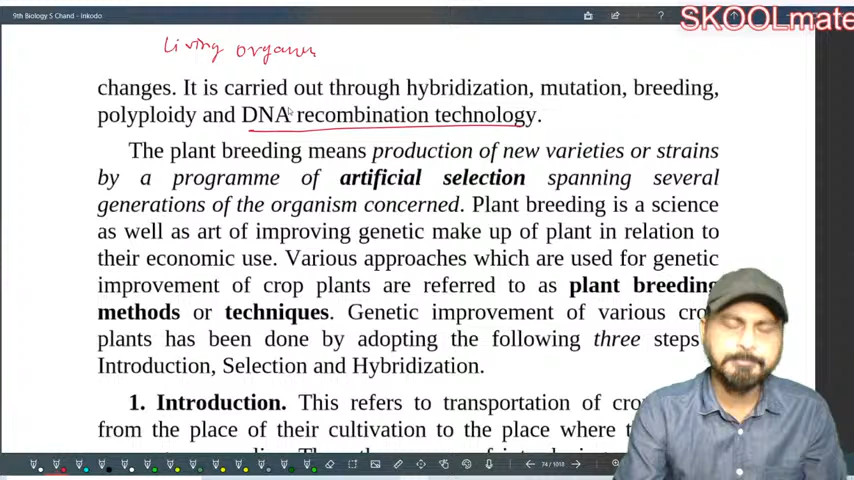 9th Biology S Chand - Inkodo
SKOOLmate
Living organis
changes. It is carried out through hybridization, mutation, breeding,
polyploidy and DNA recombination technology.
The plant breeding means production of new varieties or strains
by a programme of artificial selection spanning several
generations of the organism concerned. Plant breeding is a science
as well as art of improving genetic make up of plant in relation to
their economic use. Various approaches which are used for genetic
improvement of crop plants are referred to as plant breeding
methods or techniques. Genetic improvement of various cro
plants has been done by adopting the following three steps
Introduction, Selection and Hybridization.
1. Introduction. This refers to transportation of cro
from the place of their cultivation to the place where t
74 / 1018